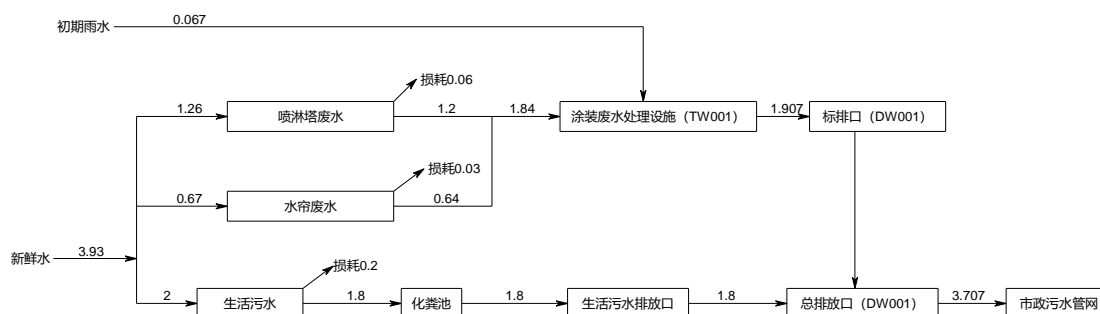 初期雨水
0.067
损耗0.06
1.26
喷淋塔废水
1.2
1.84
涂装废水处理设施（TW001）
1.907
标排口（DW001）
损耗0.03
0.67
水帘废水
0.64
新鲜水
3.93
损耗0.2
2
生活污水
1.8
化粪池
1.8
生活污水排放口
1.8
总排放口（DW001）
3.707
市政污水管网